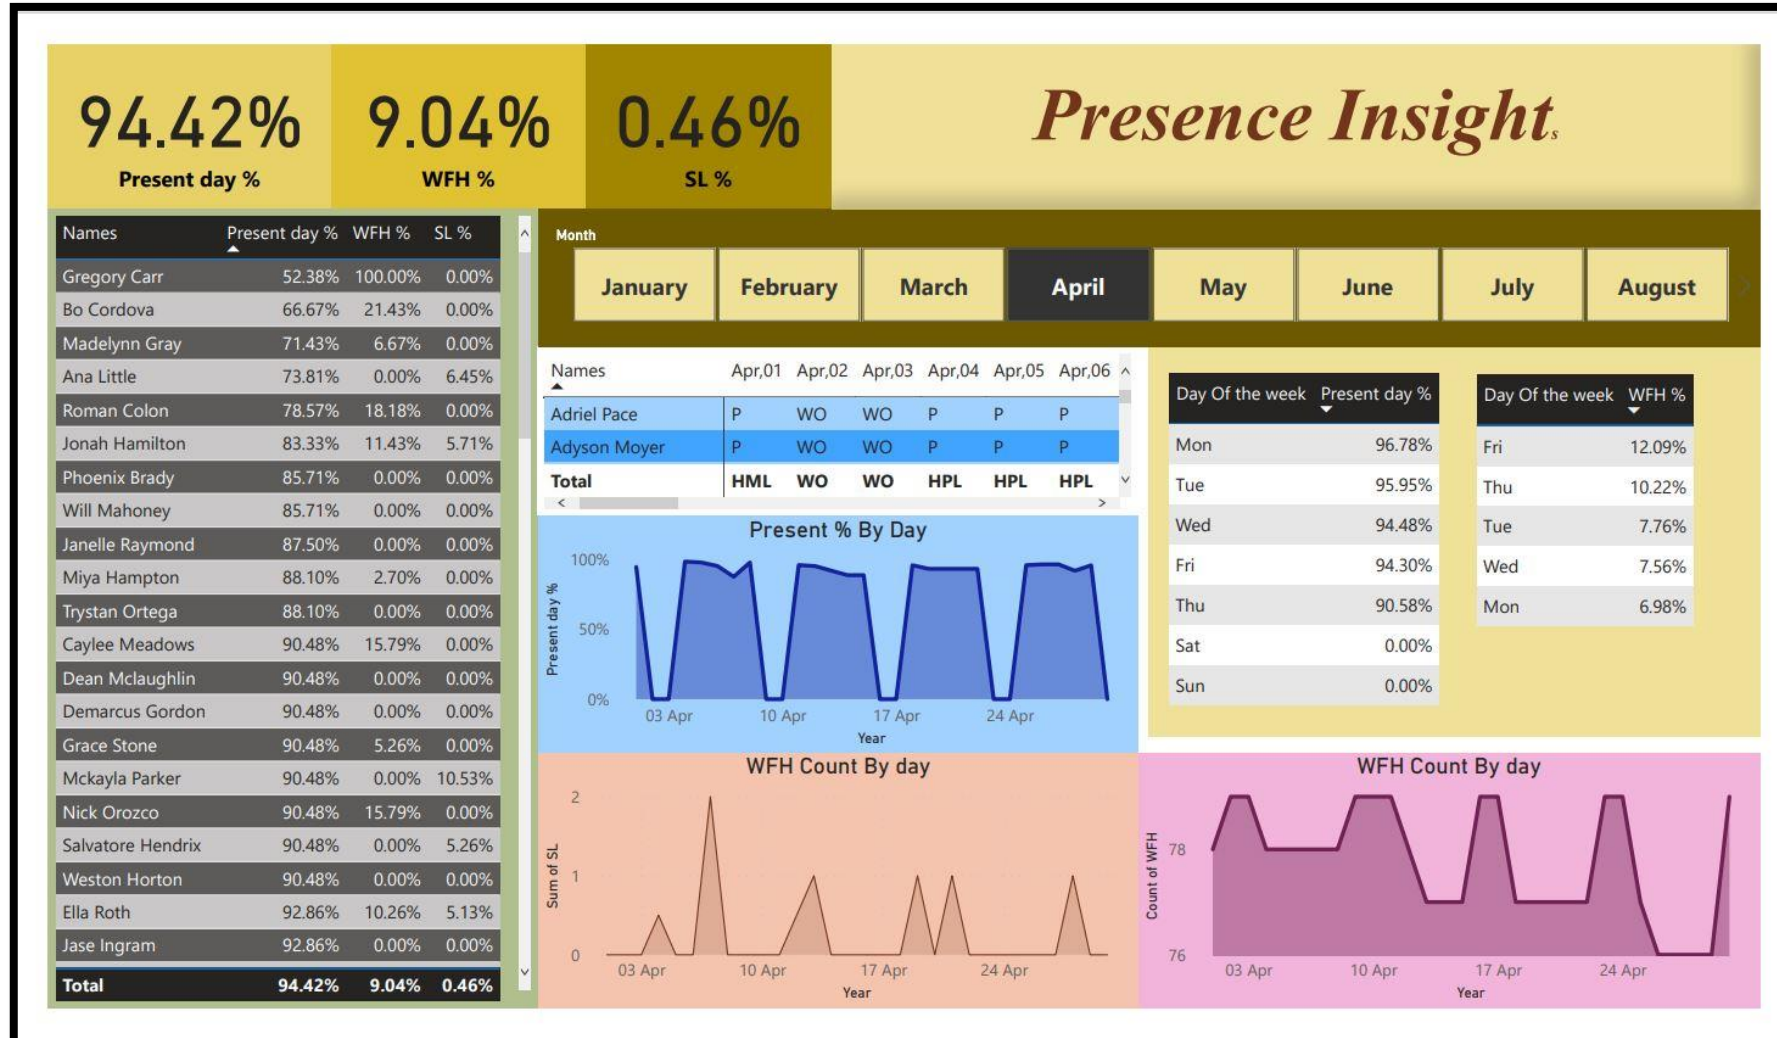 94.42%
Present day %
9.04%
WFH %
0.46%
SL %
Presence Insights
Names Present day % WFH % SL %
Gregory Carr 52.38% 100.00% 0.00%
Bo Cordova 66.67% 21.43% 0.00%
Madelynn Gray 71.43% 6.67% 0.00%
Ana Little 73.81% 0.00% 6.45%
Roman Colon 78.57% 18.18% 0.00%
Jonah Hamilton 83.33% 11.43% 5.71%
Phoenix Brady 85.71% 0.00% 0.00%
Will Mahoney 85.71% 0.00% 0.00%
Janelle Raymond 87.50% 0.00% 0.00%
Miya Hampton 88.10% 2.70% 0.00%
Trystan Ortega 88.10% 0.00% 0.00%
Caylee Meadows 90.48% 15.79% 0.00%
Dean Mclaughlin 90.48% 0.00% 0.00%
Demarcus Gordon 90.48% 0.00% 0.00%
Grace Stone 90.48% 5.26% 0.00%
Mckayla Parker 90.48% 0.00% 10.53%
Nick Orozco 90.48% 15.79% 0.00%
Salvatore Hendrix 90.48% 0.00% 5.26%
Weston Horton 90.48% 0.00% 0.00%
Ella Roth 92.86% 10.26% 5.13%
Jase Ingram 92.86% 0.00% 0.00%
Total 94.42% 9.04% 0.46%
Month
January February March April May June July August
Names Apr,01 Apr,02 Apr,03 Apr,04 Apr,05 Apr,06
Adriel Pace P WO WO P P P
Adyson Moyer P WO WO P P P
Total HML WO WO HPL HPL HPL
Day Of the week Present day %
Mon 96.78%
Tue 95.95%
Wed 94.48%
Fri 94.30%
Thu 90.58%
Sat 0.00%
Sun 0.00%
Day Of the week WFH %
Fri 12.09%
Thu 10.22%
Tue 7.76%
Wed 7.56%
Mon 6.98%
Present % By Day
Present day %
100%
50%
0%
03 Apr 10 Apr 17 Apr 24 Apr
Year
WFH Count By day
Sum of SL
2
1
0
03 Apr 10 Apr 17 Apr 24 Apr
Year
WFH Count By day
Count of WFH
78
76
03 Apr 10 Apr 17 Apr 24 Apr
Year